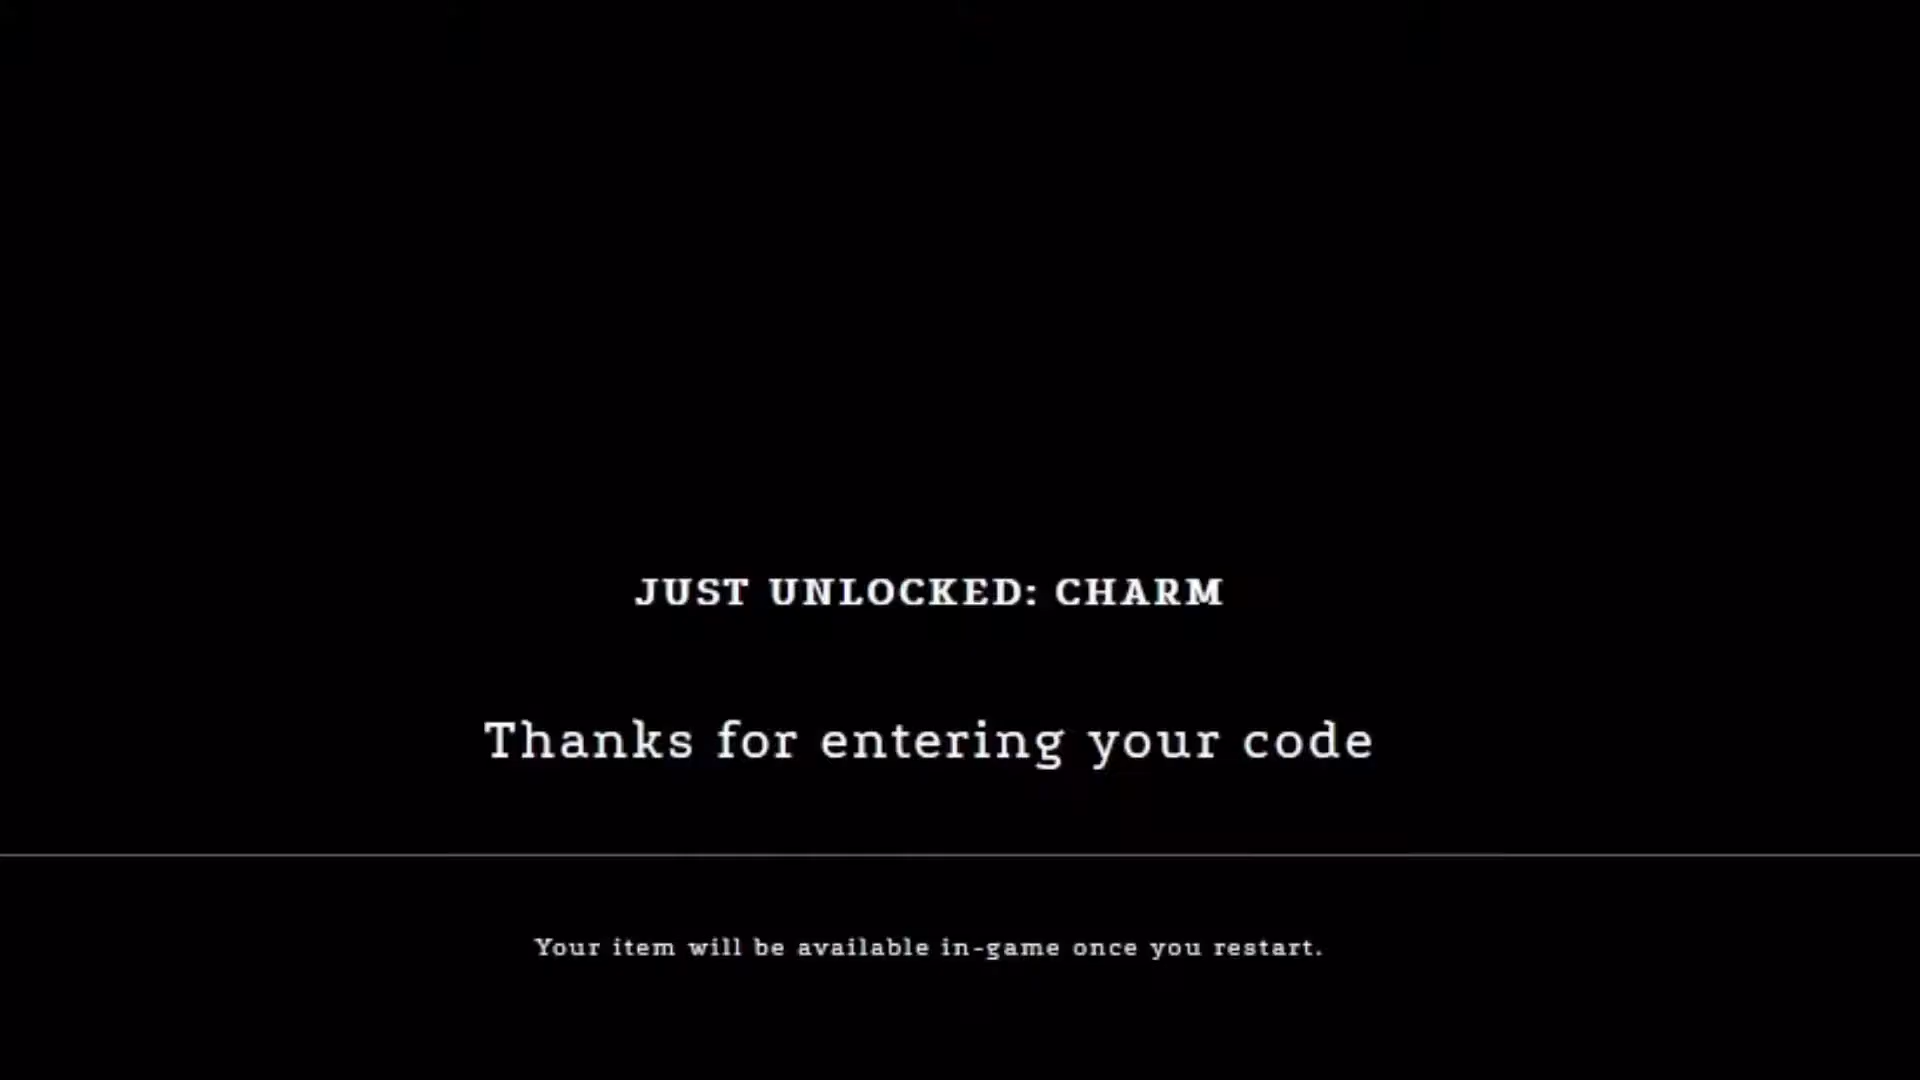 JUST UNLOCKED: CHARM
Thanks for entering your code
Your item will be available in-game once you restart.